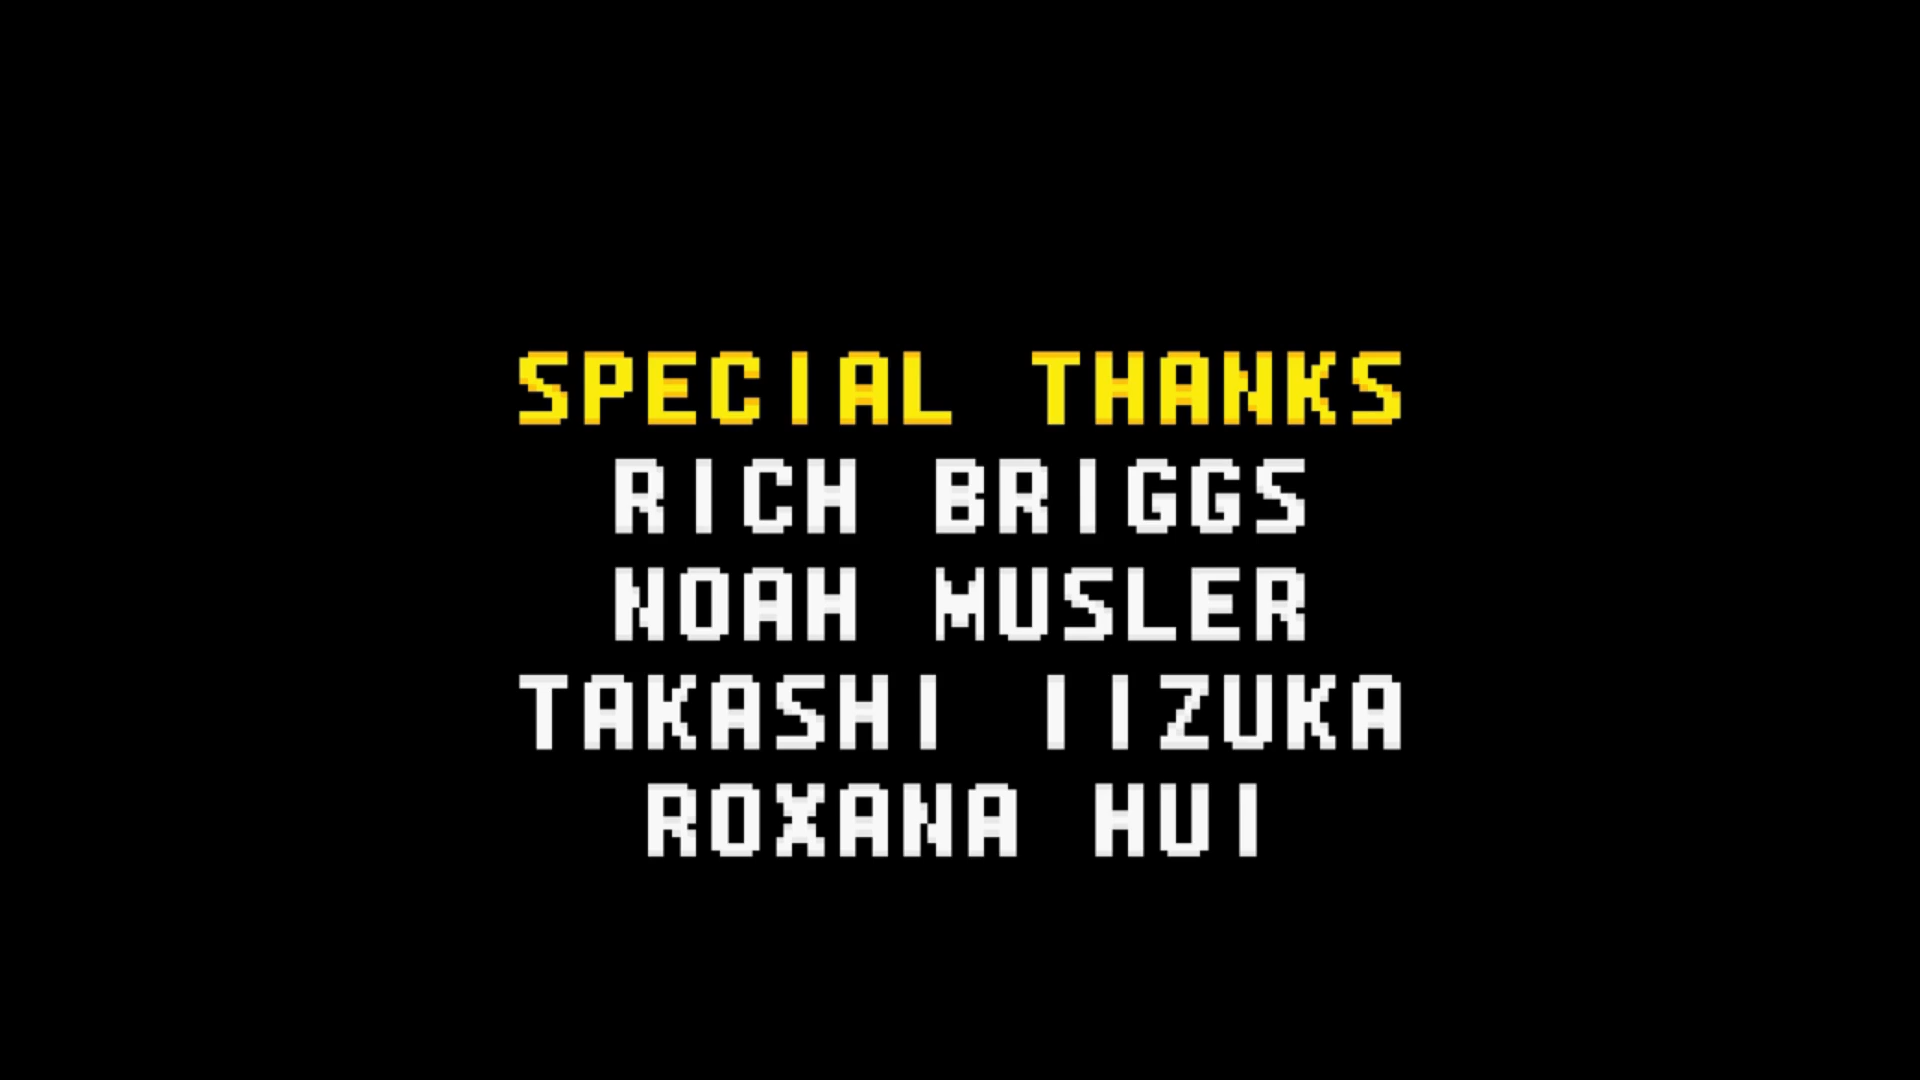 SPECIAL THANKS
RICH BRIGGS
NOAH MUSLER
TAKASHI IIZUKA
ROXANA HUI